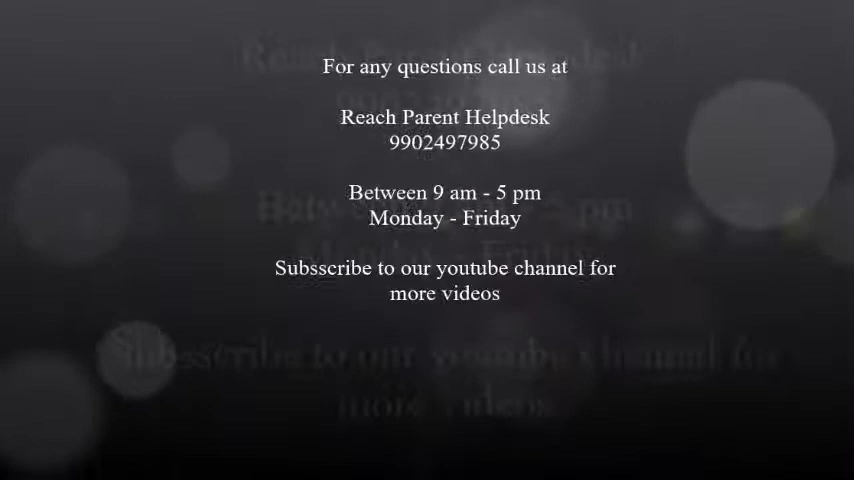 For any questions call us at
Reach Parent Helpdesk
9902497985
Between 9 am - 5 pm
Monday - Friday
Subsscribe to our youtube channel for
more videos